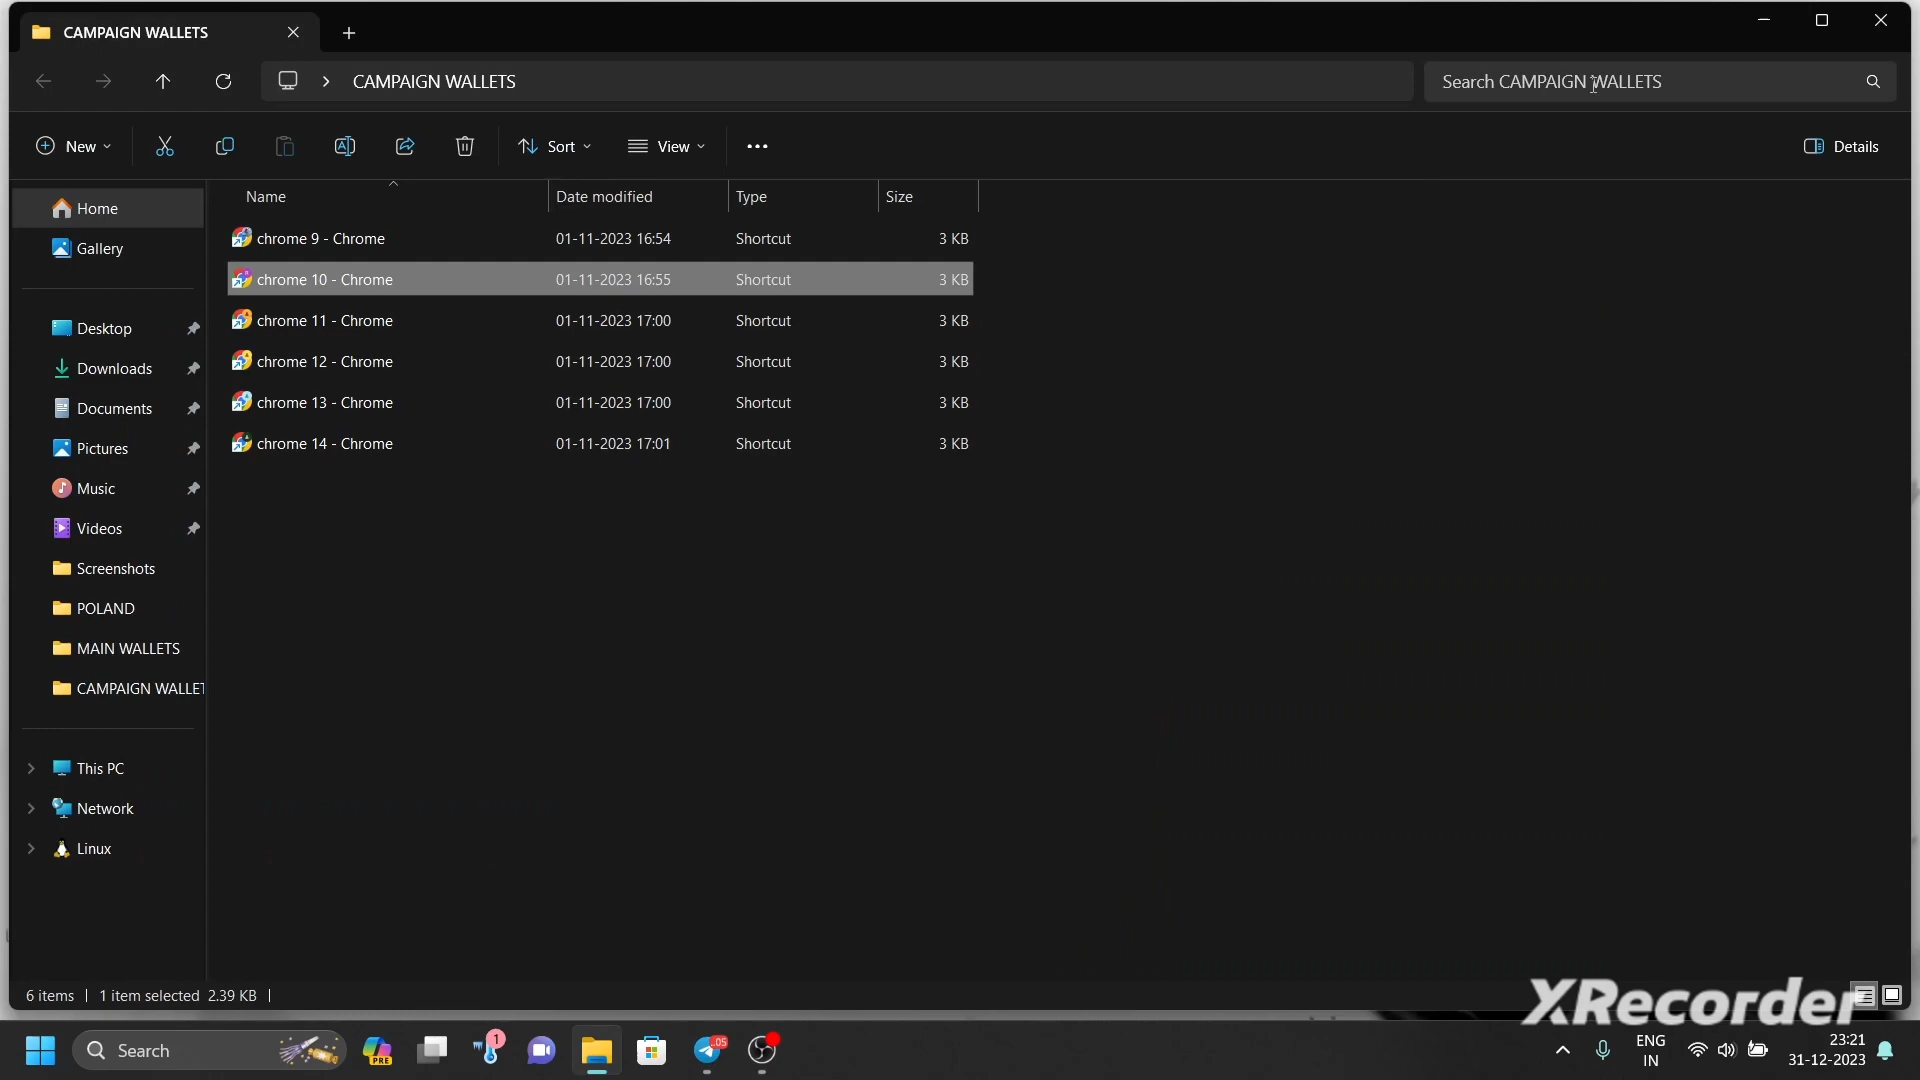 CAMPAIGN WALLETS
CAMPAIGN WALLETS
Search CAMPAIGN WALLETS
New
Sort
View
Details
Name Date modified Type Size
Home
Gallery
chrome 9 - Chrome 01-11-2023 16:54 Shortcut 3 KB
chrome 10 - Chrome 01-11-2023 16:55 Shortcut 3 KB
chrome 11 - Chrome 01-11-2023 17:00 Shortcut 3 KB
chrome 12 - Chrome 01-11-2023 17:00 Shortcut 3 KB
chrome 13 - Chrome 01-11-2023 17:00 Shortcut 3 KB
chrome 14 - Chrome 01-11-2023 17:01 Shortcut 3 KB
Desktop
Downloads
Documents
Pictures
Music
Videos
Screenshots
POLAND
MAIN WALLETS
CAMPAIGN WALLET
This PC
Network
Linux
6 items 1 item selected 2.39 KB
XRecorder
Search
PRE
1
.05
ENG
IN
23:21
31-12-2023